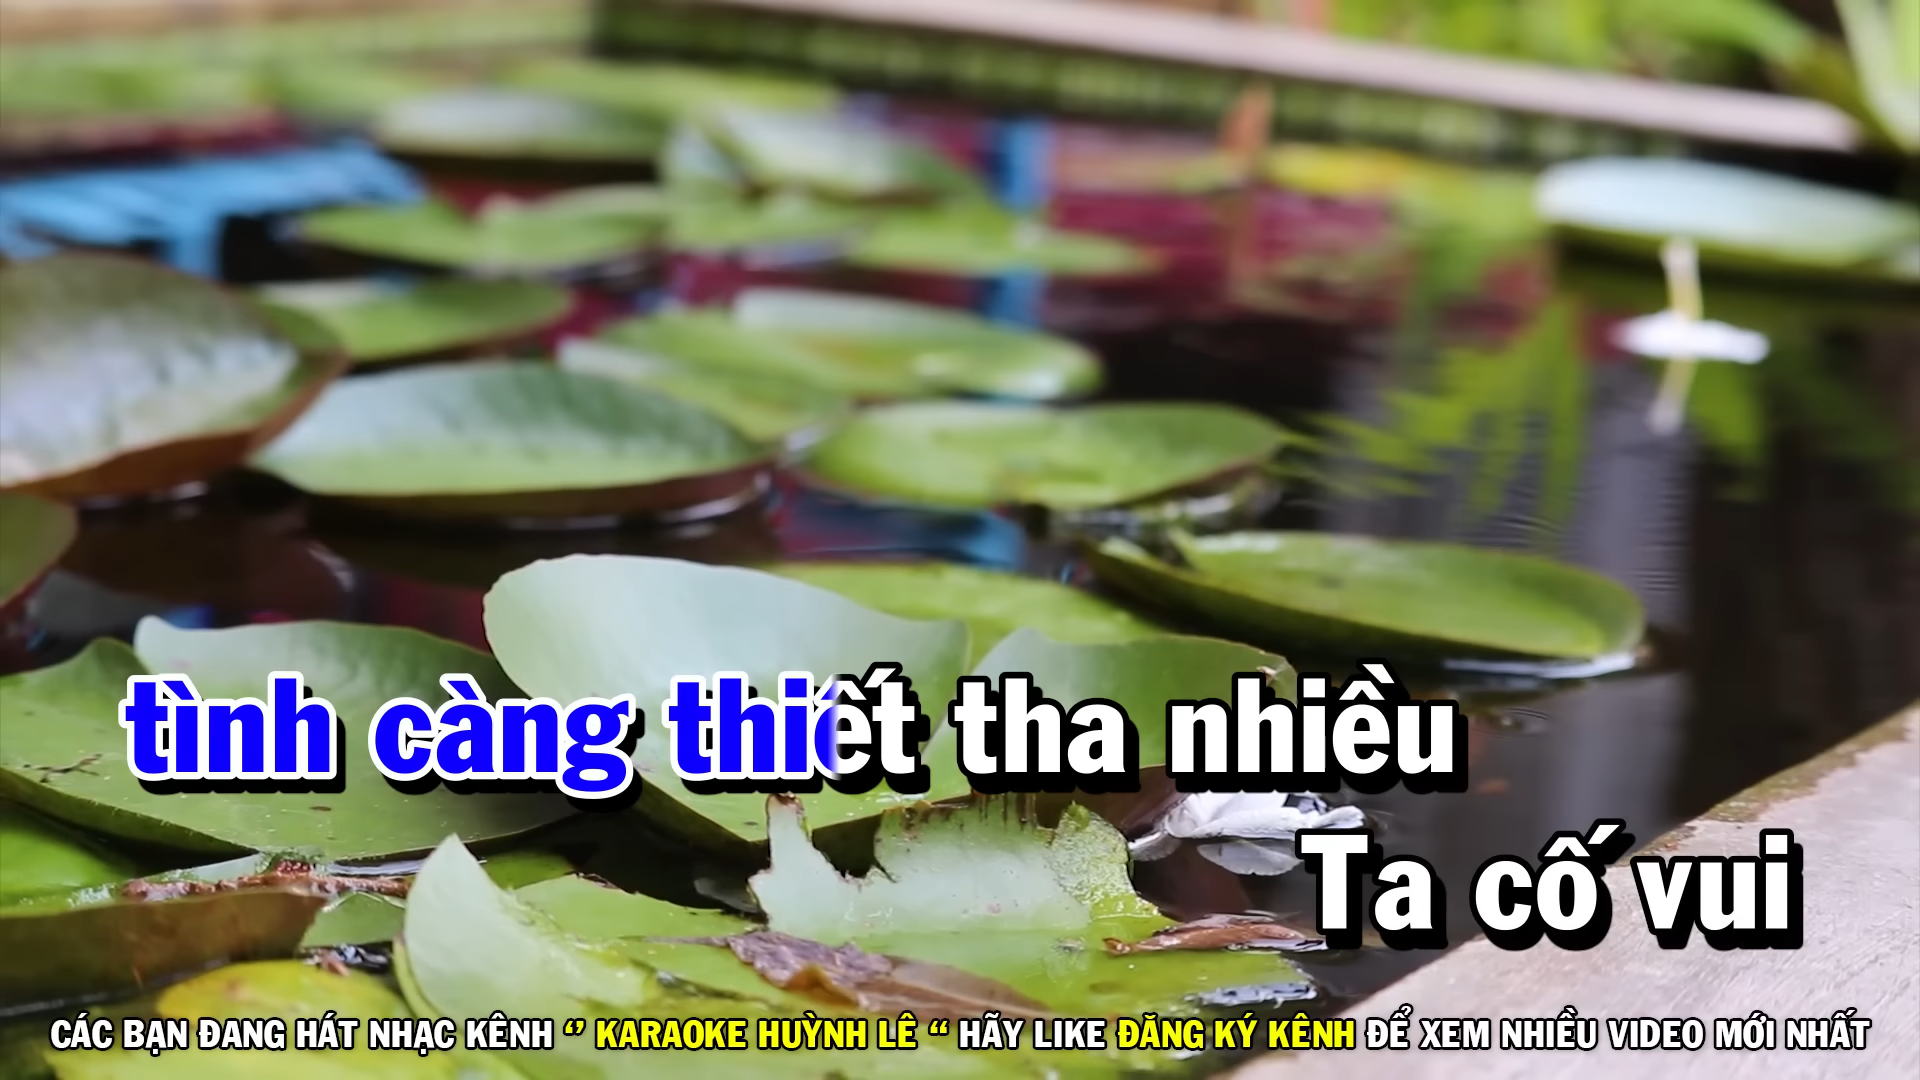 tình càng thiết tha nhiều
Ta cố vui
CÁC BẠN ĐANG HÁT NHẠC KÊNH ‘’ KARAOKE HUỲNH LÊ “ HÃY LIKE ĐĂNG KÝ KÊNH ĐỂ XEM NHIỀU VIDEO MỚI NHẤT